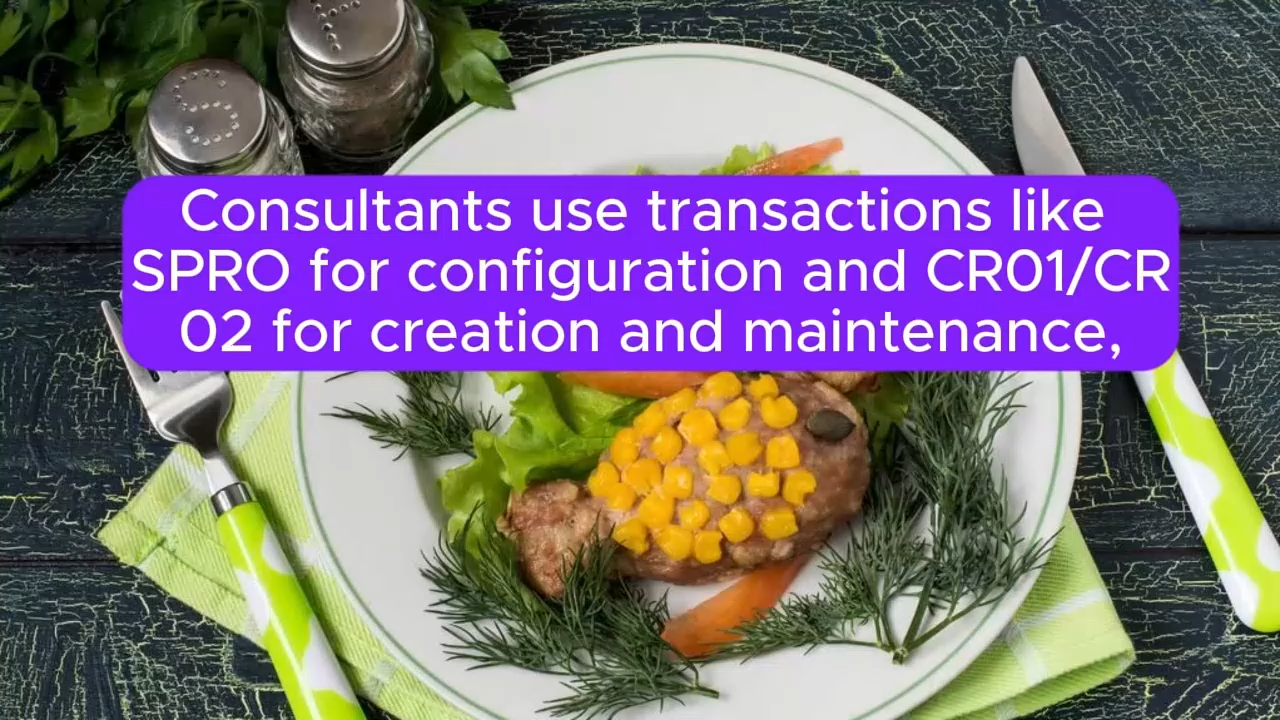 Consultants use transactions like
SPRO for configuration and CR01/CR
02 for creation and maintenance,